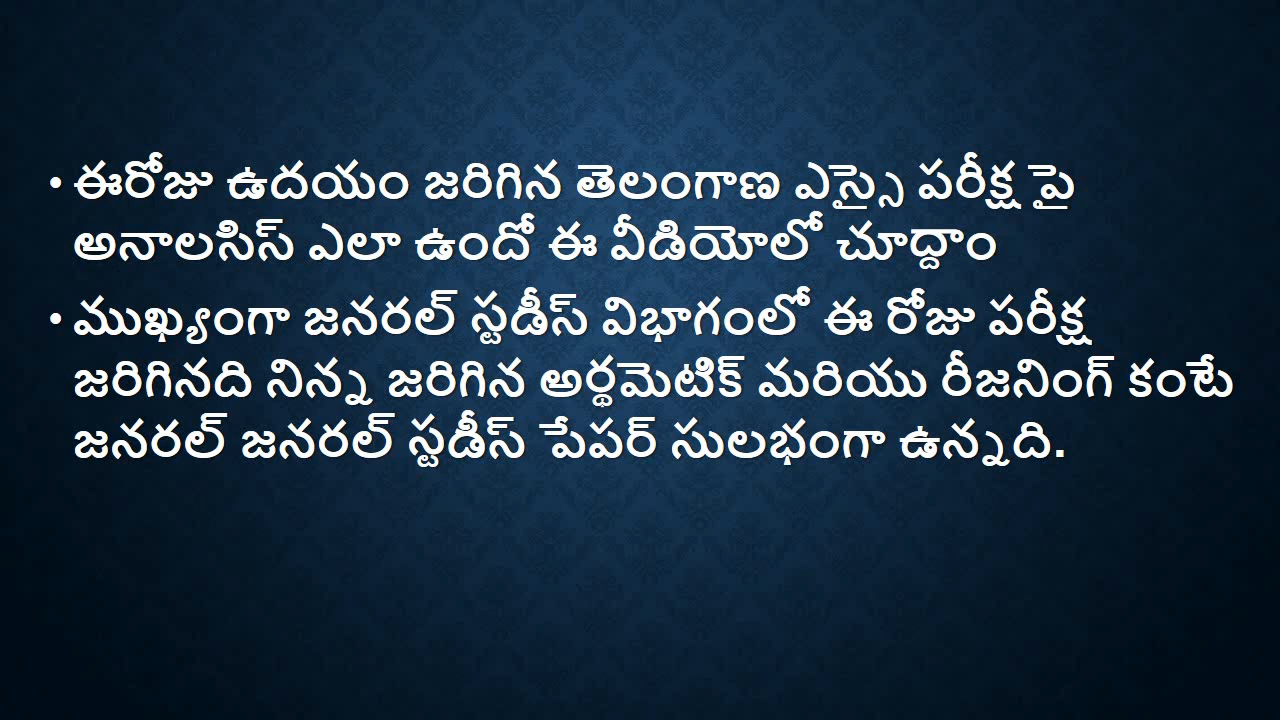 • ఈరోజు ఉదయం జరిగిన తెలంగాణ ఎస్సై పరీక్ష పై
అనాలసిస్ ఎలా ఉందో ఈ వీడియోలో చూద్దాం
• ముఖ్యంగా జనరల్ స్టడీస్ విభాగంలో ఈ రోజు పరీక్ష
జరిగినది నిన్న జరిగిన అర్థమెటిక్ మరియు రీజనింగ్ కంటే
జనరల్ జనరల్ స్టడీస్ పేపర్ సులభంగా ఉన్నది.